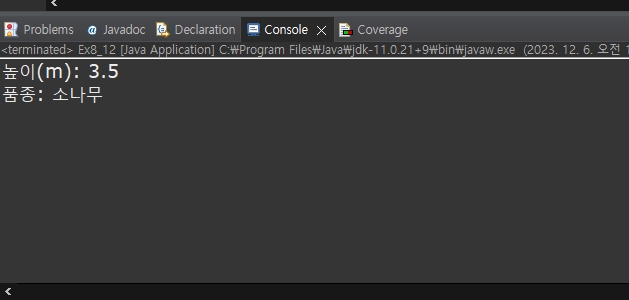 Problems Javadoc Declaration Console Coverage
<terminated> Ex8_12 [Java Application] C:₩Program Files₩Java₩jdk-11.0.21+9₩bin₩javaw.exe (2023. 12. 6. 오전
높이(m): 3.5
품종: 소나무